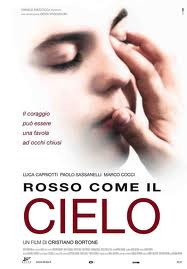 LUCA CAPRIOTTI PAOLO SASSANELLI MARCO COCCI
Il coraggio
può essere
una favola
ad occhi chiusi
ROSSO COME IL
CIELO
UN FILM DI CRISTIANO BORTONE